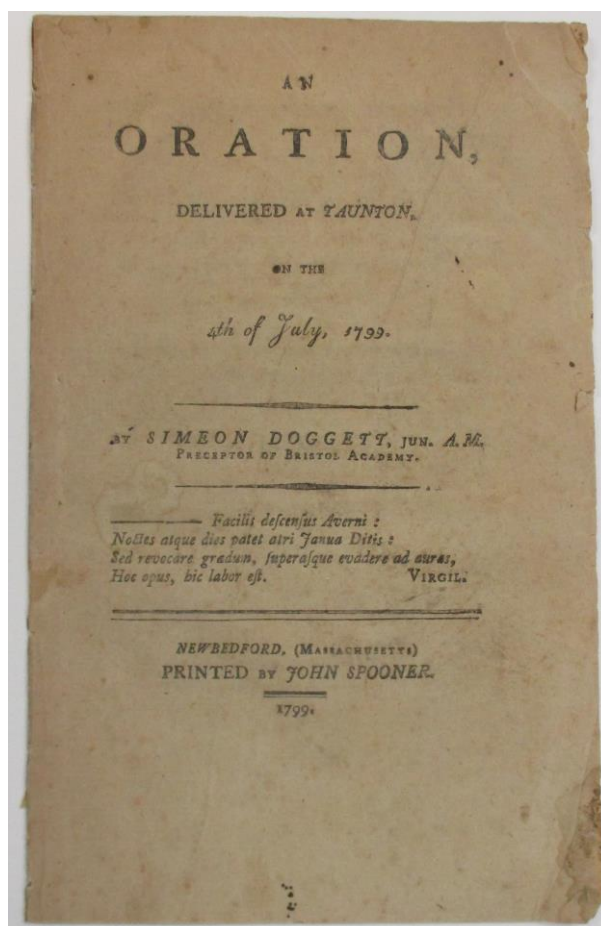 AN
ORATION,
DELIVERED AT TAUNTON,
ON THE
4th of July, 1799.
BY SIMEON DOGGETT, JUN. A.M.
PRECEPTOR OF BRISTOL ACADEMY.
Facilis deſcenſus Averni :
Noctes atque dies patet atri Janua Ditis :
Sed revocare gradum, ſuperaſque evadere ad auras,
Hoc opus, hic labor eſt. VIRGIL.
NEWBEDFORD, (MASSACHUSETTS)
PRINTED BY JOHN SPOONER.
1799.